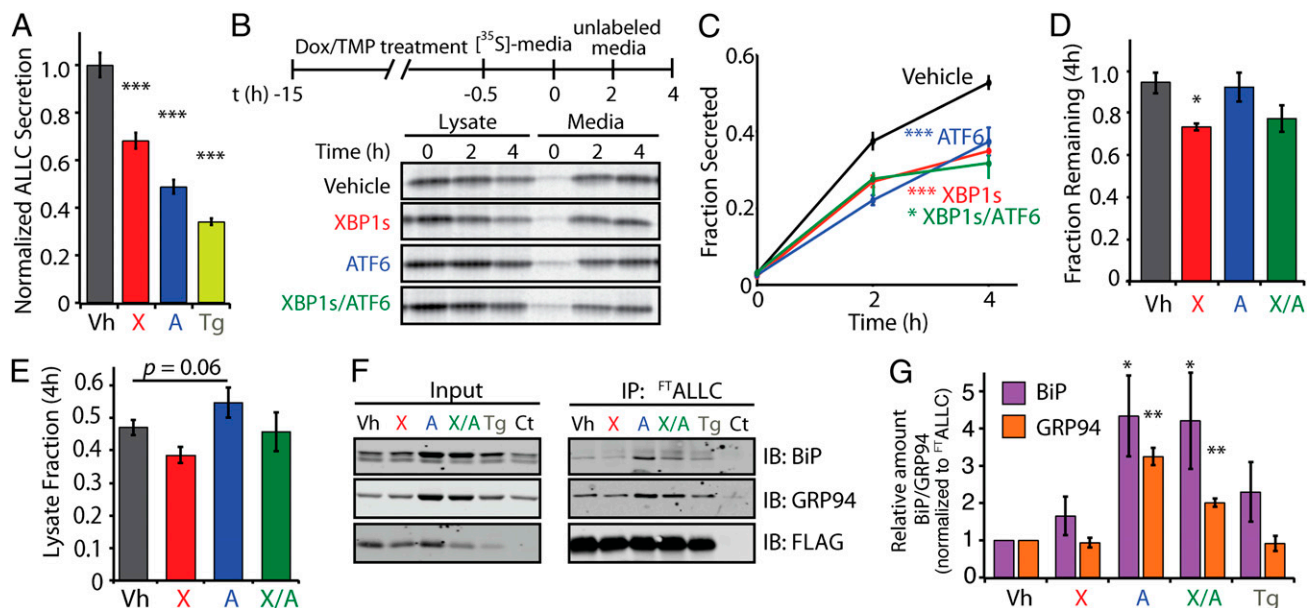 A
Normalized ALLC Secretion
1.0
0.8
0.6
0.4
0.2
0
***
***
***
Vh X A Tg
B
Dox/TMP treatment [³⁵S]-media unlabeled media
t (h) -15 -0.5 0 2 4
Lysate Media
Time (h) 0 2 4 0 2 4
Vehicle
XBP1s
ATF6
XBP1s/ATF6
C
Fraction Secreted
0.6
0.4
0.2
0
Vehicle
*** ATF6
*** XBP1s
* XBP1s/ATF6
0 2 4
Time (h)
D
Fraction Remaining (4h)
1.0
0.8
0.6
0.4
0.2
0
*
Vh X A X/A
E
Lysate Fraction (4h)
0.6
0.5
0.4
0.3
0.2
0.1
0
p = 0.06
Vh X A X/A
F
Input IP: ᶠᵀALLC
Vh X A X/A Tg Ct Vh X A X/A Tg Ct
IB: BiP
IB: GRP94
IB: FLAG
G
Relative amount
BiP/GRP94
(normalized to ᶠᵀALLC)
5
4
3
2
1
0
BiP
GRP94
*
**
*
**
Vh X A X/A Tg